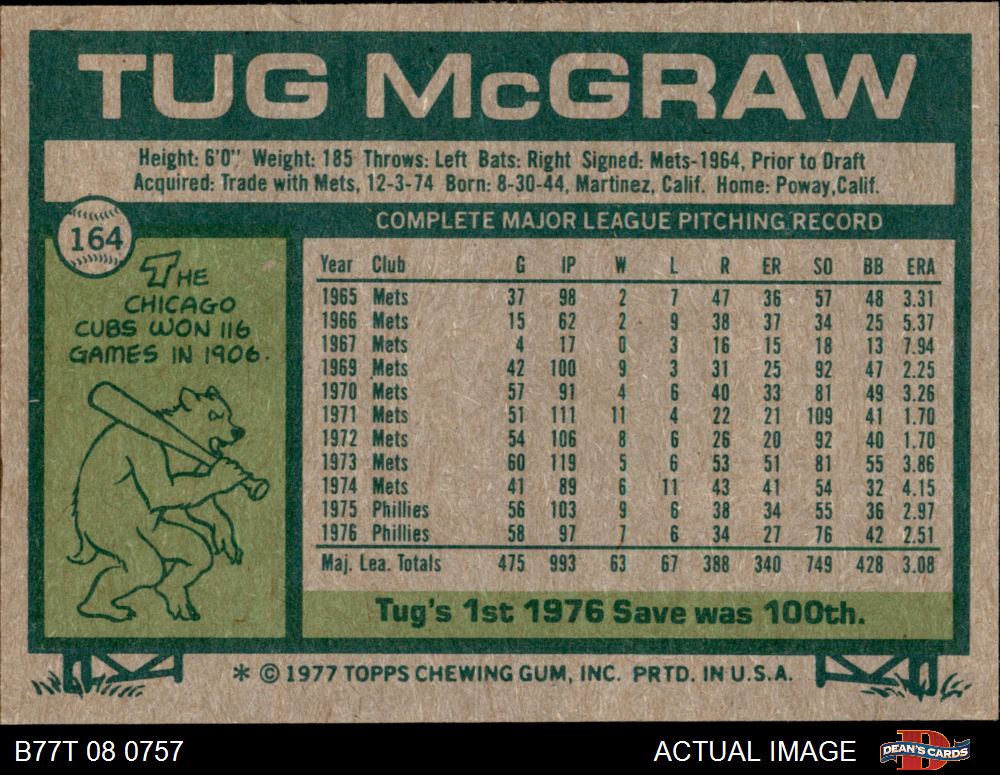 TUG McGRAW
Height: 6'0" Weight: 185 Throws: Left Bats: Right Signed: Mets-1964, Prior to Draft
Acquired: Trade with Mets, 12-3-74 Born: 8-30-44, Martinez, Calif. Home: Poway, Calif.
164
THE
CHICAGO
CUBS WON 116
GAMES IN 1906.
COMPLETE MAJOR LEAGUE PITCHING RECORD
Year Club G IP W L R ER SO BB ERA
1965 Mets 37 98 2 7 47 36 57 48 3.31
1966 Mets 15 62 2 9 38 37 34 25 5.37
1967 Mets 4 17 0 3 16 15 18 13 7.94
1969 Mets 42 100 9 3 31 25 92 47 2.25
1970 Mets 57 91 4 6 40 33 81 49 3.26
1971 Mets 51 111 11 4 22 21 109 41 1.70
1972 Mets 54 106 8 6 26 20 92 40 1.70
1973 Mets 60 119 5 6 53 51 81 55 3.86
1974 Mets 41 89 6 11 43 41 54 32 4.15
1975 Phillies 56 103 9 6 38 34 55 36 2.97
1976 Phillies 58 97 7 6 34 27 76 42 2.51
Maj. Lea. Totals 475 993 63 67 388 340 749 428 3.08
Tug's 1st 1976 Save was 100th.
* © 1977 TOPPS CHEWING GUM, INC. PRTD. IN U.S.A.
B77T 08 0757
ACTUAL IMAGE
D
DEAN'S CARDS